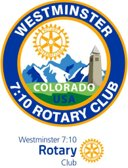 WESTMINSTER
COLORADO
USA
7:10 ROTARY CLUB
Westminster 7:10
Rotary
Club